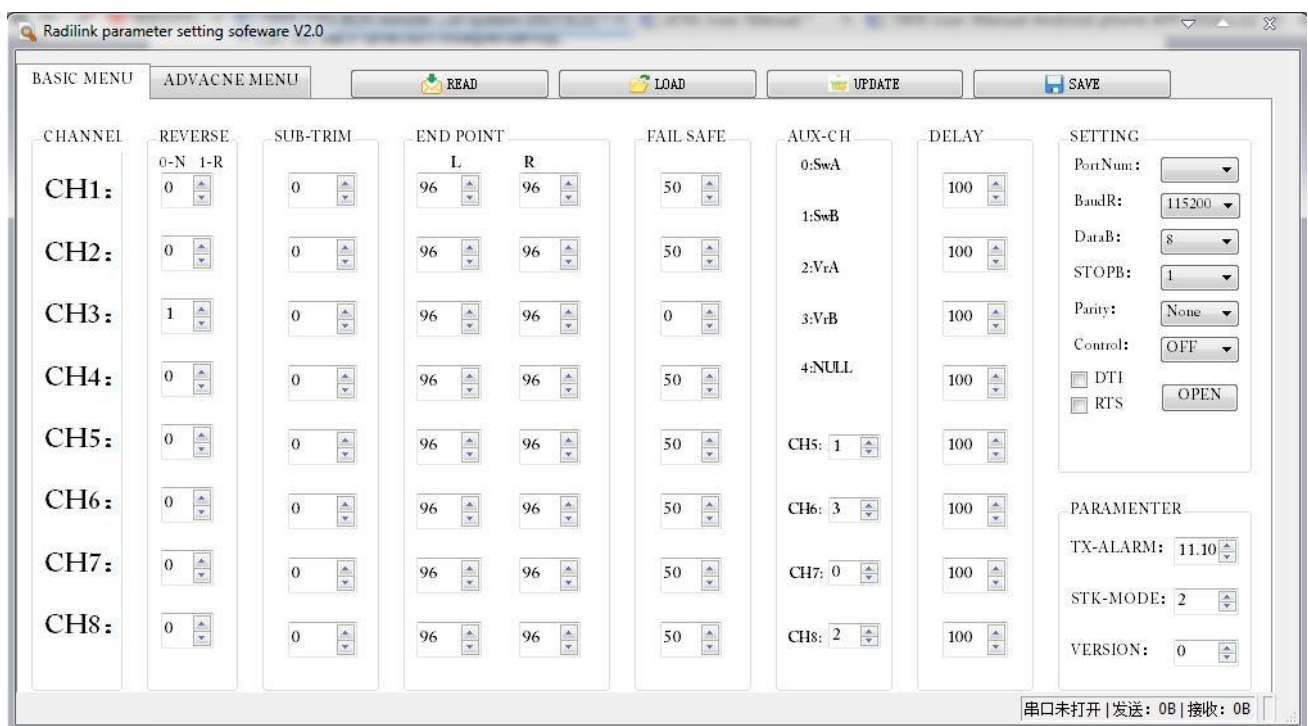 Radilink parameter setting sofeware V2.0
BASIC MENU ADVACNE MENU READ LOAD UPDATE SAVE
CHANNEL REVERSE SUB-TRIM END POINT FAIL SAFE AUX-CH DELAY SETTING
0-N 1-R L R 0:SwA PortNum:
CH1: 0 0 96 96 50 100
1:SwB BaudR: 115200
CH2: 0 0 96 96 50 100 DataB: 8
2:VrA STOPB: 1
CH3: 1 0 96 96 0 3:VrB 100 Parity: None
Control: OFF
CH4: 0 0 96 96 50 4:NULL 100 DTI
RTS OPEN
CH5: 0 0 96 96 50 CH5: 1 100
CH6: 0 0 96 96 50 CH6: 3 100 PARAMENTER
TX-ALARM: 11.10
CH7: 0 0 96 96 50 CH7: 0 100
STK-MODE: 2
CH8: 0 0 96 96 50 CH8: 2 100
VERSION: 0
串口未打开 | 发送: 0B | 接收: 0B